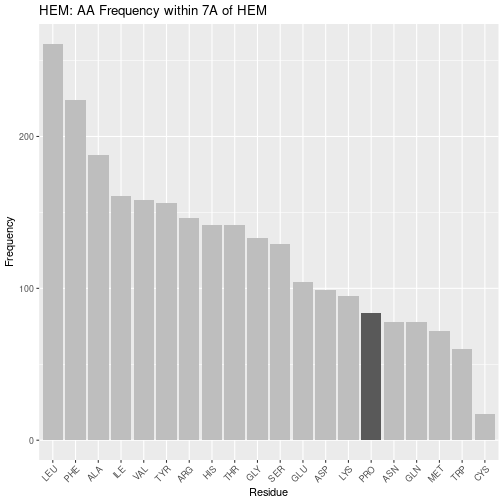 HEM: AA Frequency within 7A of HEM
Frequency
200
100
0
LEU PHE ALA ILE VAL TYR ARG HIS THR GLY SER GLU ASP LYS PRO ASN GLN MET TRP CYS
Residue